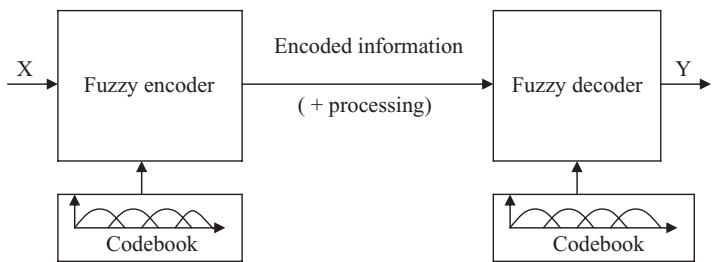 X
Fuzzy encoder
Encoded information
( + processing)
Fuzzy decoder
Y
Codebook
Codebook